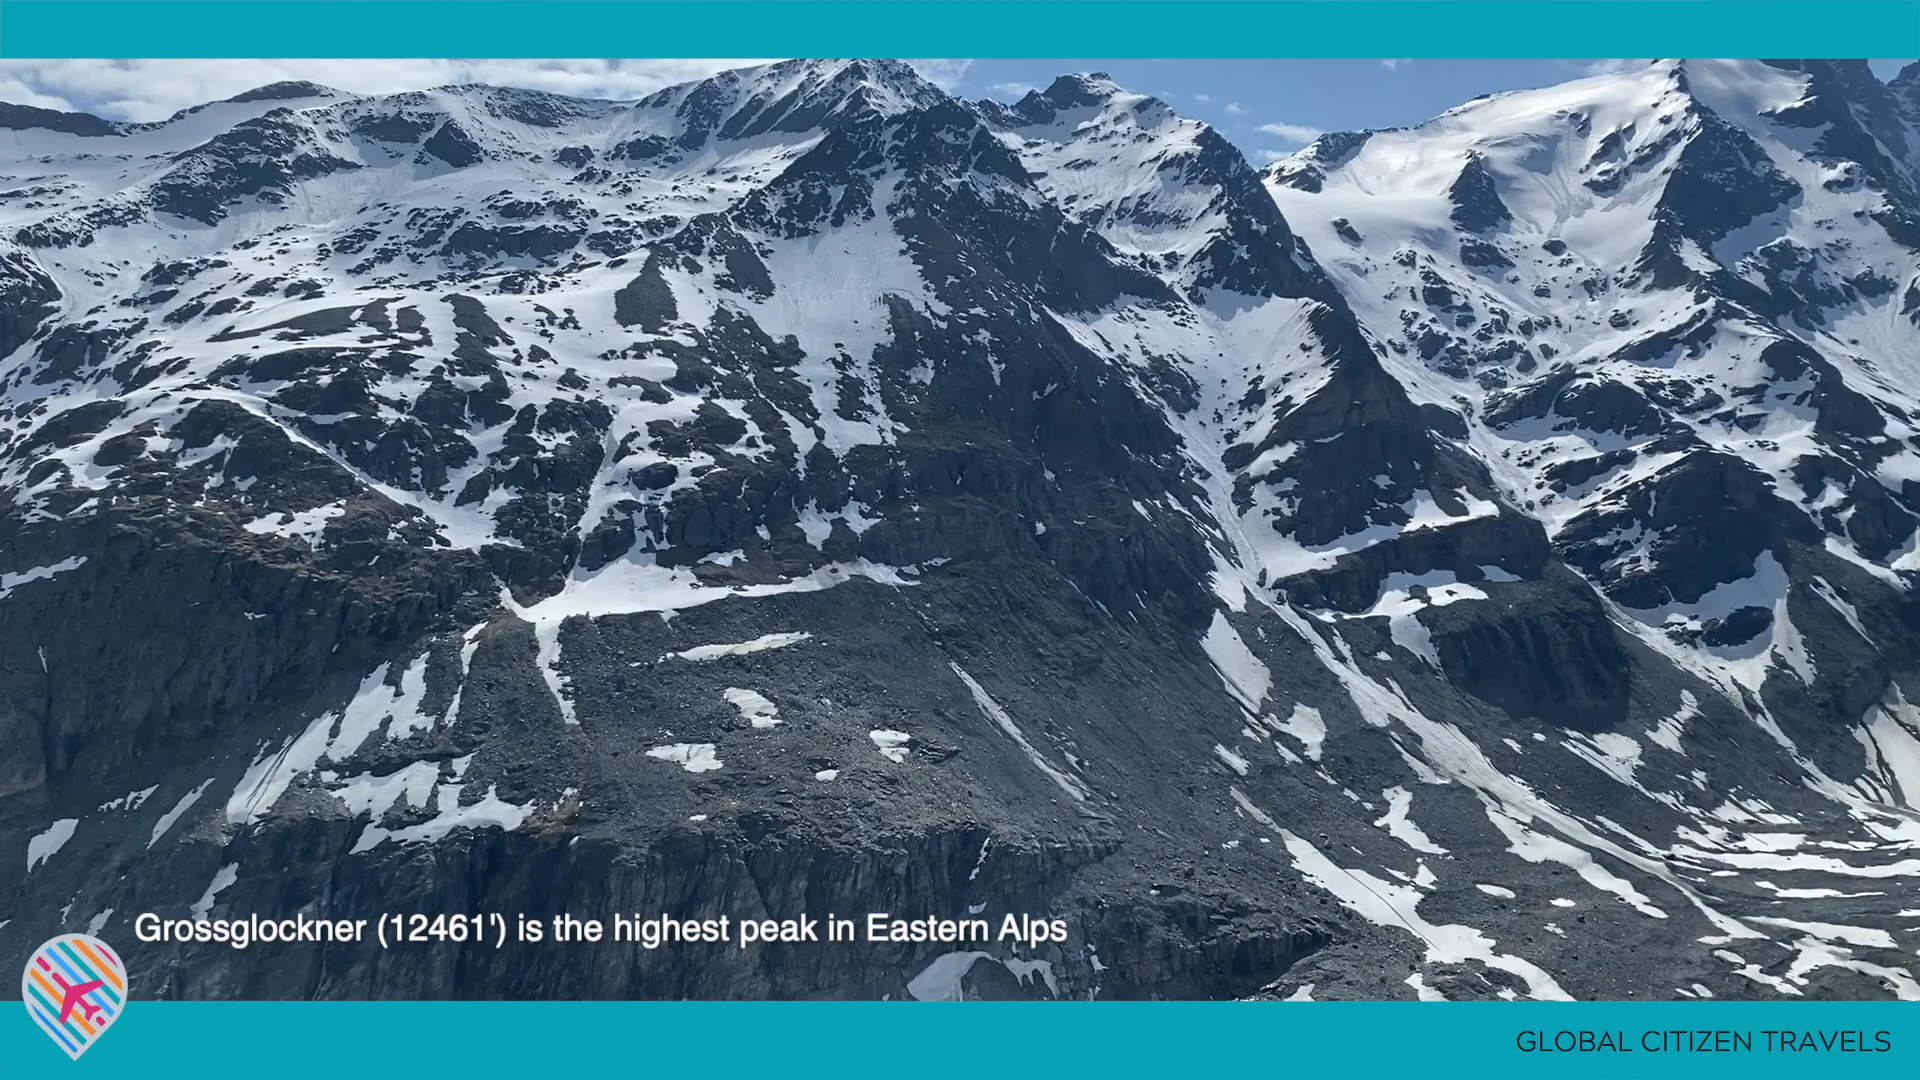 Grossglockner (12461') is the highest peak in Eastern Alps
GLOBAL CITIZEN TRAVELS